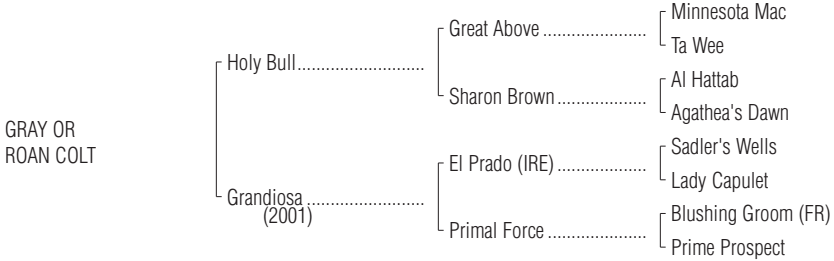 Minnesota Mac
Great Above ......................
Ta Wee
Holy Bull...........................
Al Hattab
Sharon Brown ...................
Agathea's Dawn
GRAY OR
ROAN COLT
Sadler's Wells
El Prado (IRE) ...................
Lady Capulet
Grandiosa .........................
(2001)
Blushing Groom (FR)
Primal Force .....................
Prime Prospect